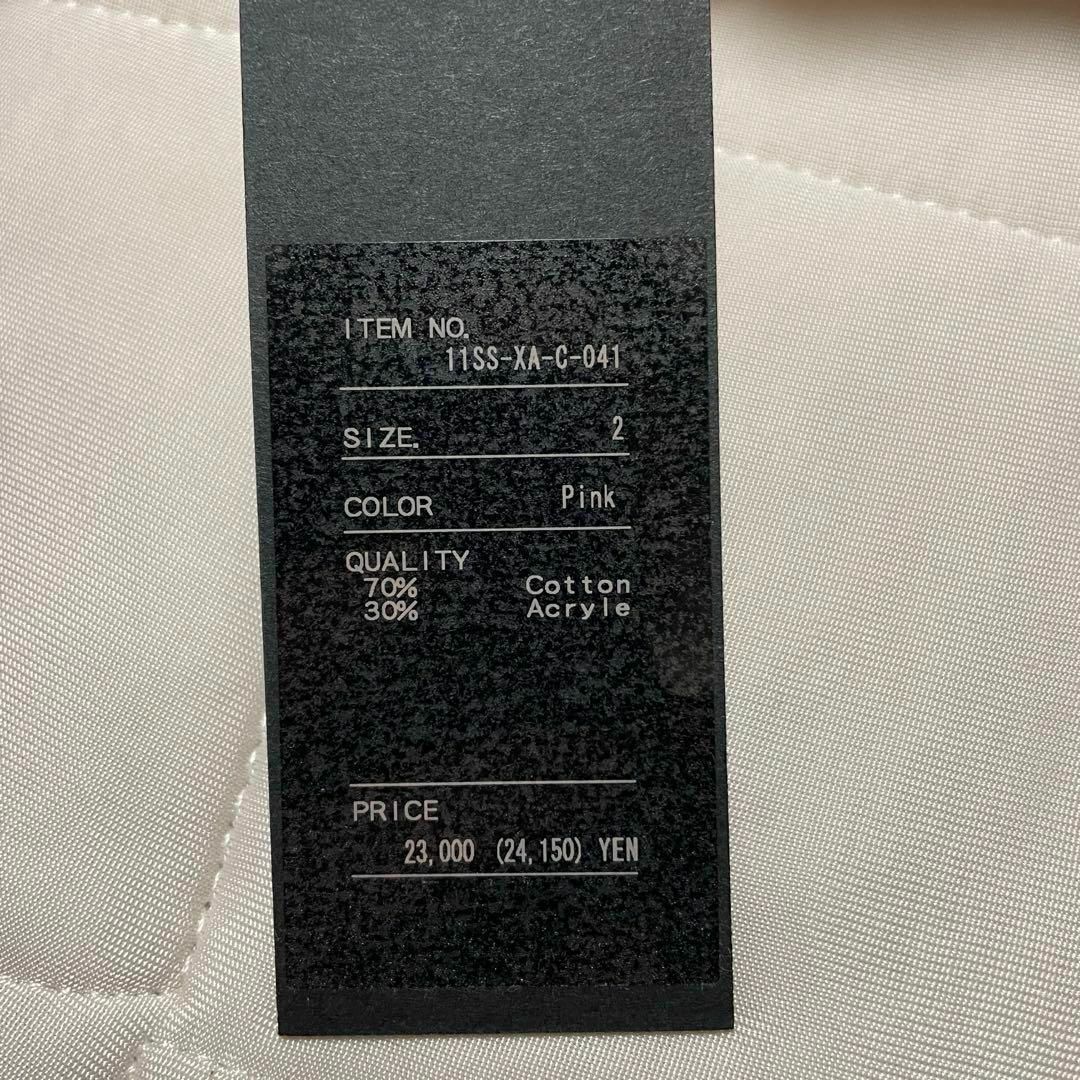 ITEM NO.
11SS-XA-C-041
SIZE. 2
COLOR Pink
QUALITY
70% Cotton
30% Acryle
PRICE
23,000 (24,150) YEN